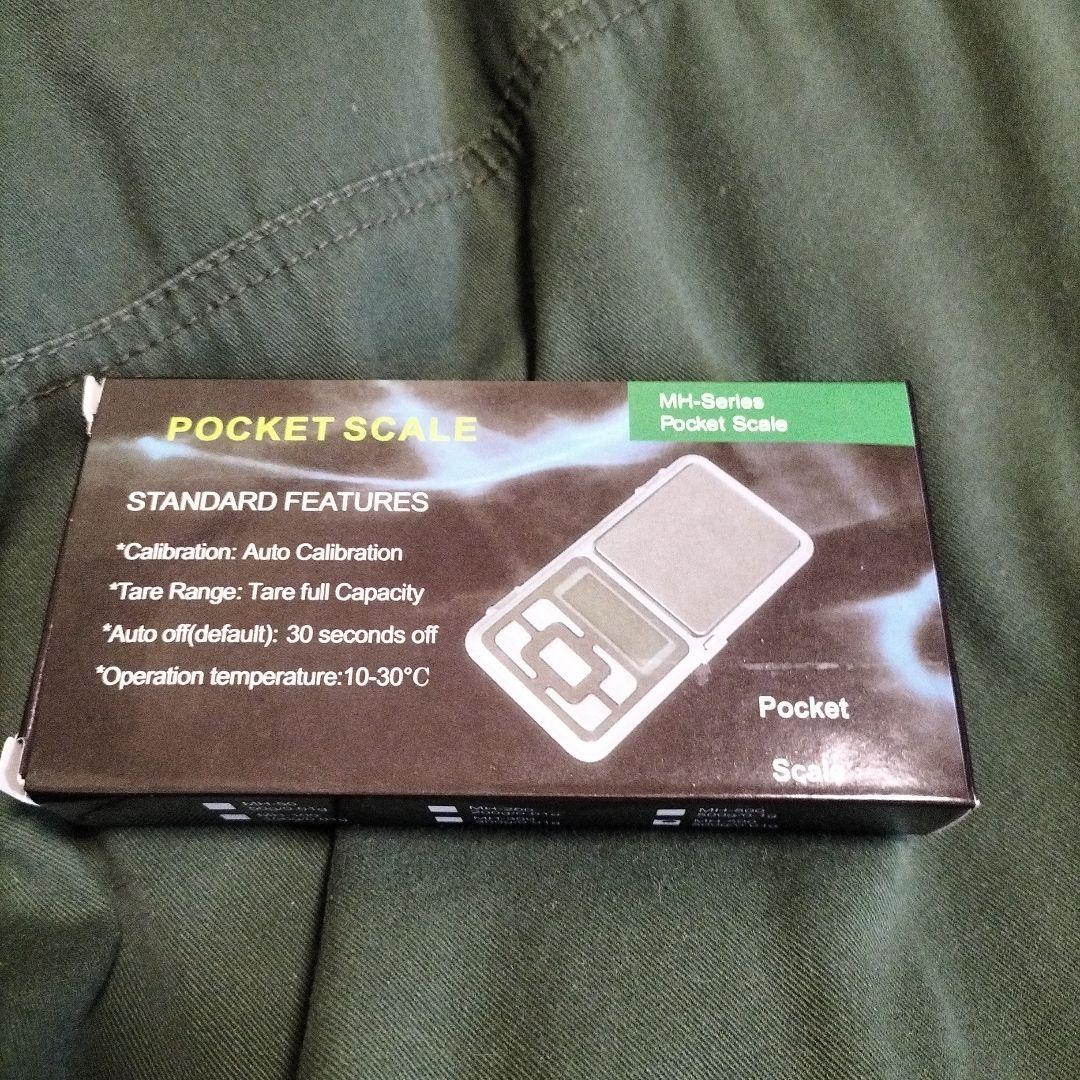 POCKET SCALE
MH-Series
Pocket Scale
STANDARD FEATURES
*Calibration: Auto Calibration
*Tare Range: Tare full Capacity
*Auto off(default): 30 seconds off
*Operation temperature:10-30°C
Pocket
Scale